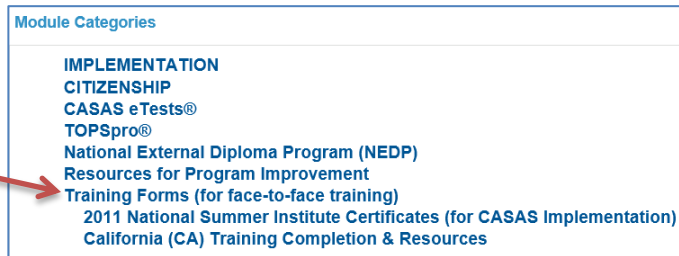 Module Categories
IMPLEMENTATION
CITIZENSHIP
CASAS eTests®
TOPSpro®
National External Diploma Program (NEDP)
Resources for Program Improvement
Training Forms (for face-to-face training)
2011 National Summer Institute Certificates (for CASAS Implementation)
California (CA) Training Completion & Resources